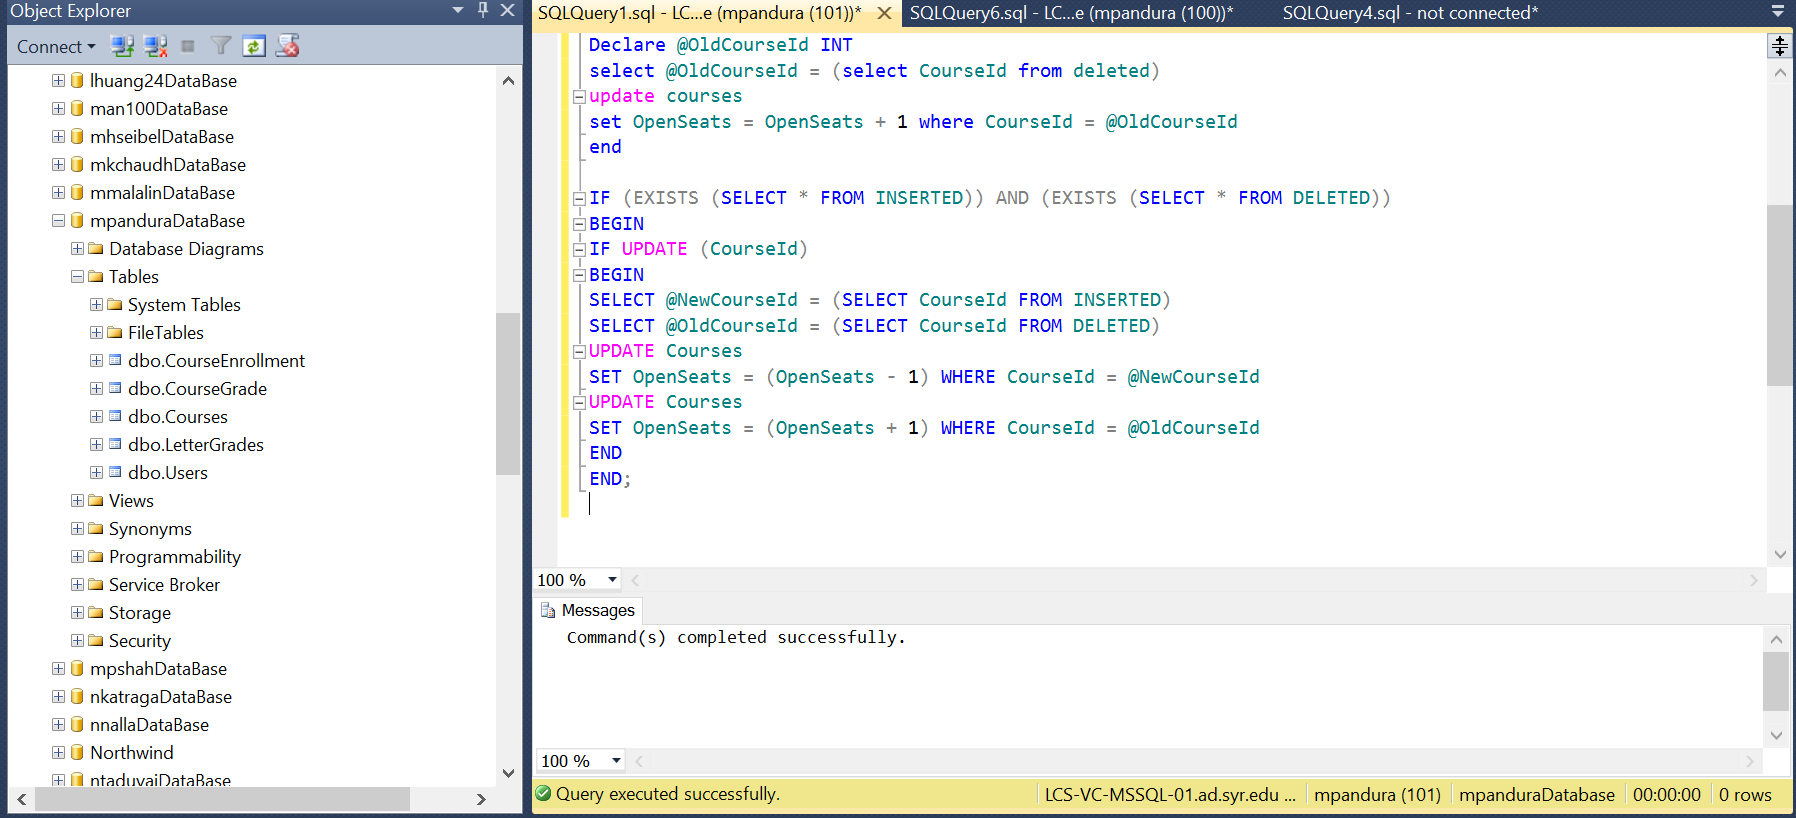 Object Explorer
Connect
lhuang24DataBase
man100DataBase
mhseibelDataBase
mkchaudhDataBase
mmalalinDataBase
mpanduraDataBase
Database Diagrams
Tables
System Tables
FileTables
dbo.CourseEnrollment
dbo.CourseGrade
dbo.Courses
dbo.LetterGrades
dbo.Users
Views
Synonyms
Programmability
Service Broker
Storage
Security
mpshahDataBase
nkatragaDataBase
nnallaDataBase
Northwind
ntaduvaiDataBase
SQLQuery1.sql - LC...e (mpandura (101))* SQLQuery6.sql - LC...e (mpandura (100))* SQLQuery4.sql - not connected*
Declare @OldCourseId INT
select @OldCourseId = (select CourseId from deleted)
update courses
set OpenSeats = OpenSeats + 1 where CourseId = @OldCourseId
end
IF (EXISTS (SELECT * FROM INSERTED)) AND (EXISTS (SELECT * FROM DELETED))
BEGIN
IF UPDATE (CourseId)
BEGIN
SELECT @NewCourseId = (SELECT CourseId FROM INSERTED)
SELECT @OldCourseId = (SELECT CourseId FROM DELETED)
UPDATE Courses
SET OpenSeats = (OpenSeats - 1) WHERE CourseId = @NewCourseId
UPDATE Courses
SET OpenSeats = (OpenSeats + 1) WHERE CourseId = @OldCourseId
END
END;
100 %
Messages
Command(s) completed successfully.
100 %
Query executed successfully. LCS-VC-MSSQL-01.ad.syr.edu ... mpandura (101) mpanduraDatabase 00:00:00 0 rows